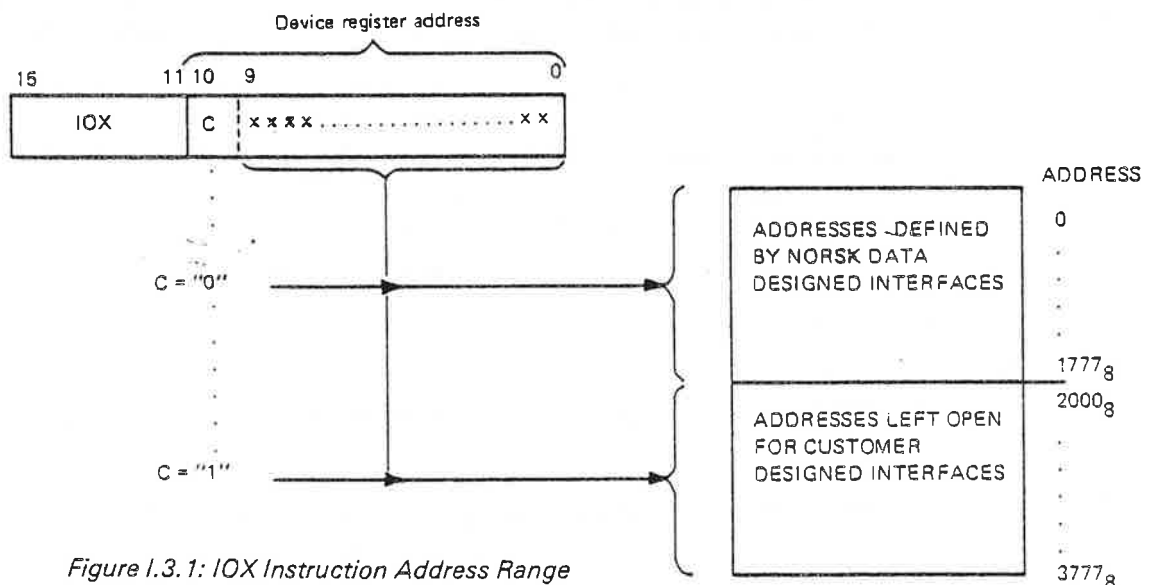 Device register address
15 11 10 9 0
IOX C x x x x .................. x x
ADDRESS
ADDRESSES DEFINED
BY NORSK DATA
DESIGNED INTERFACES
0
C = "0"
1777₈
2000₈
ADDRESSES LEFT OPEN
FOR CUSTOMER
DESIGNED INTERFACES
C = "1"
3777₈
Figure I.3.1: IOX Instruction Address Range